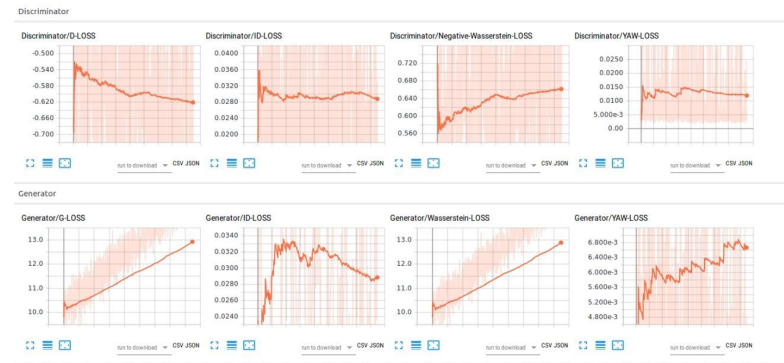 Discriminator
Discriminator/D-LOSS Discriminator/ID-LOSS Discriminator/Negative-Wasserstein-LOSS Discriminator/YAW-LOSS
-0.500 0.0400 0.720 0.0250
-0.540 0.0360 0.680 0.0200
-0.580 0.0320 0.640 0.0150
-0.620 0.0280 0.600 0.0100
-0.660 0.0240 0.560 5.000e-3
-0.700 0.0200 0.00
run to download CSV JSON run to download CSV JSON run to download CSV JSON run to download CSV JSON
Generator
Generator/G-LOSS Generator/ID-LOSS Generator/Wasserstein-LOSS Generator/YAW-LOSS
13.0 0.0340 13.0 6.800e-3
12.0 0.0320 12.0 6.400e-3
11.0 0.0300 11.0 6.000e-3
10.0 0.0280 10.0 5.600e-3
0.0260 5.200e-3
0.0240 4.800e-3
run to download CSV JSON run to download CSV JSON run to download CSV JSON run to download CSV JSON